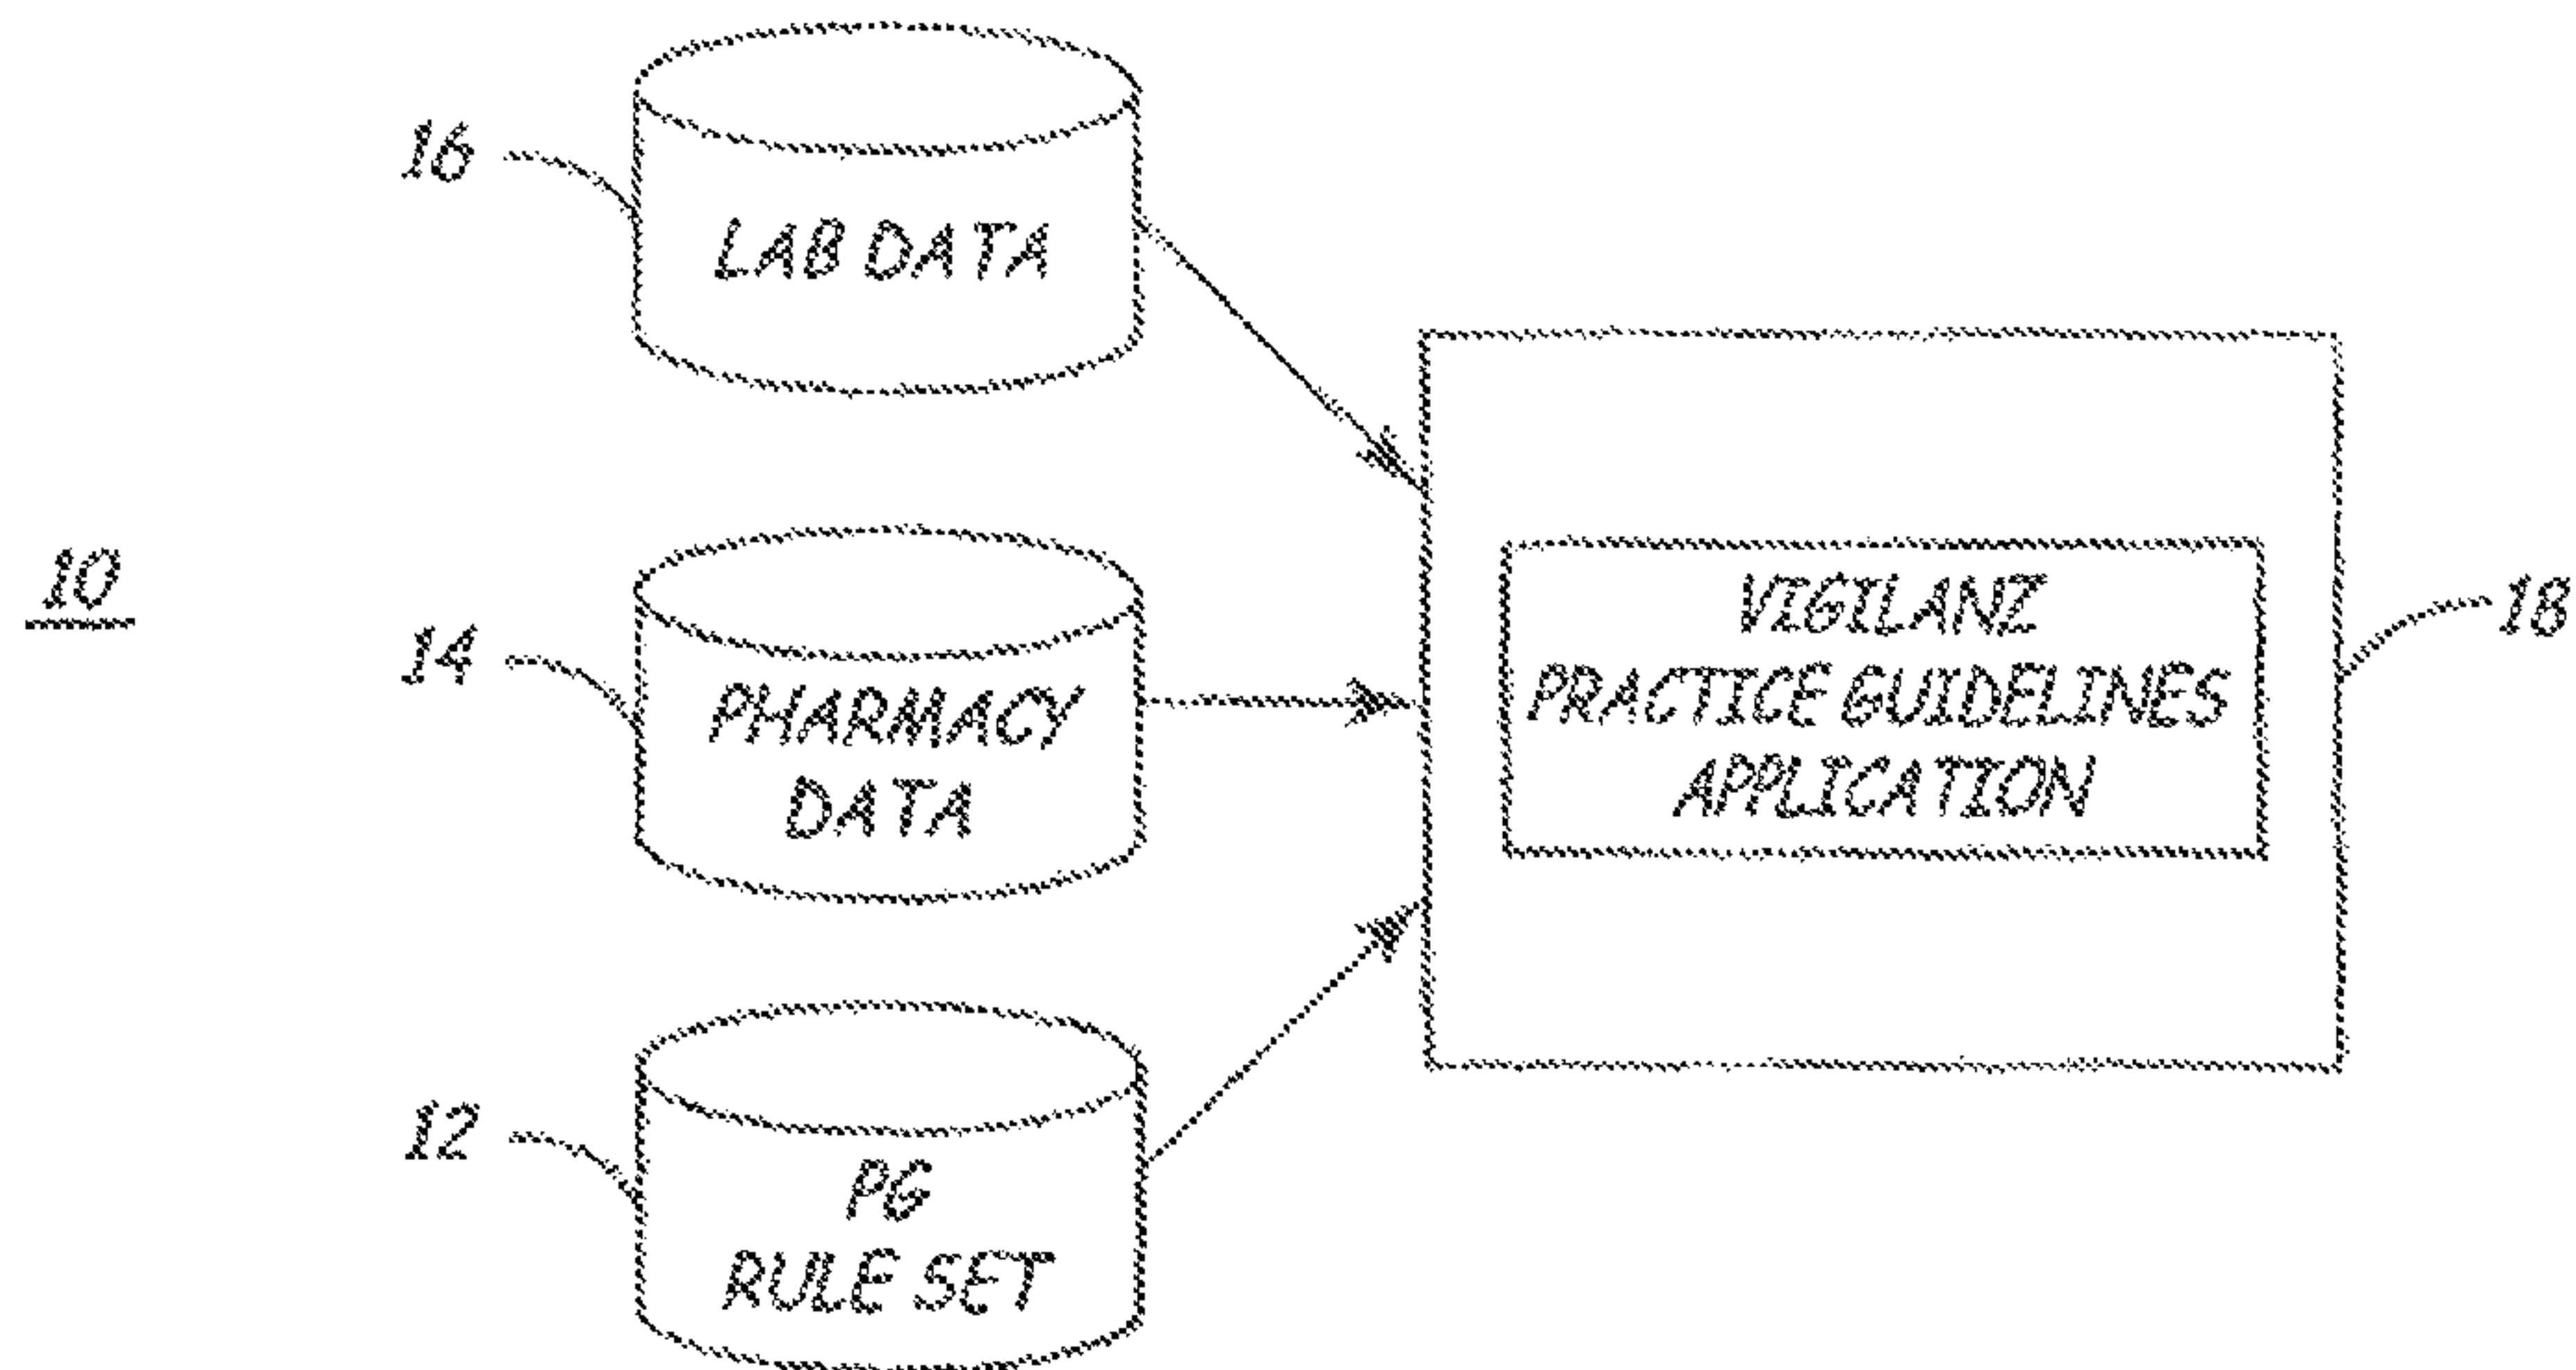 16
LAB DATA
10
14
PHARMACY
DATA
VIGILANZ
PRACTICE GUIDELINES
APPLICATION
18
12
PG
RULE SET